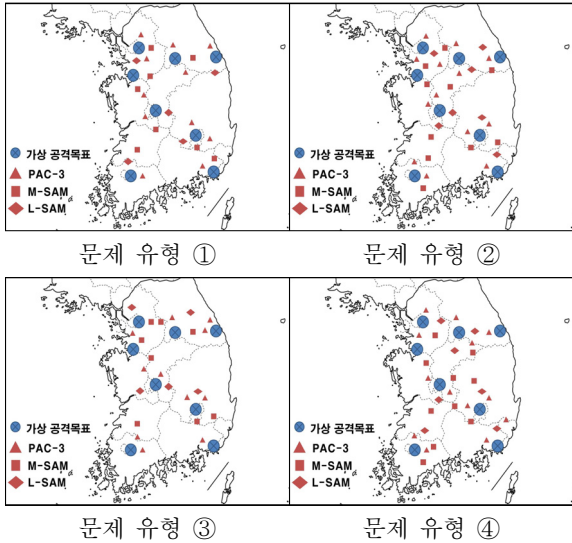 가상 공격목표
PAC-3
M-SAM
L-SAM
문제 유형 ①
가상 공격목표
PAC-3
M-SAM
L-SAM
문제 유형 ②
가상 공격목표
PAC-3
M-SAM
L-SAM
문제 유형 ③
가상 공격목표
PAC-3
M-SAM
L-SAM
문제 유형 ④